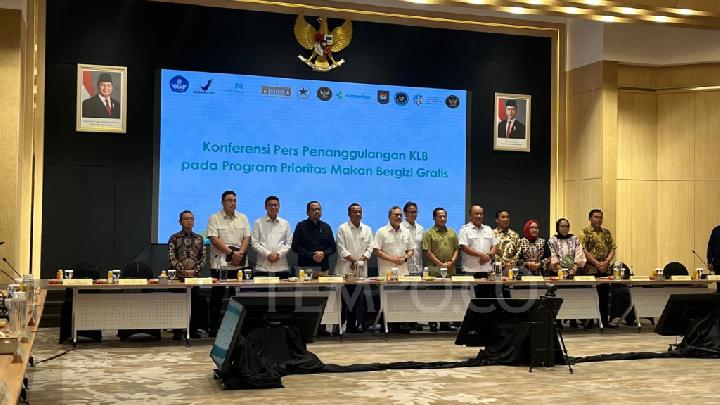 Konferensi Pers Penanggulangan KLB
pada Program Prioritas Makan Bergizi Gratis
TEMPO.CO